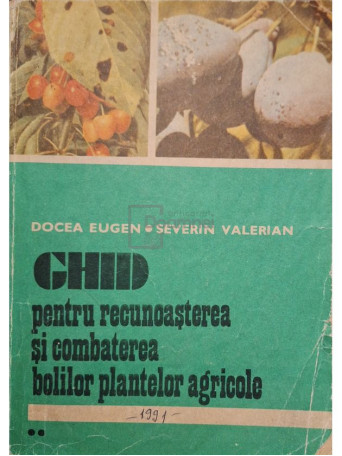 DOCEA EUGEN • SEVERIN VALERIAN
GHID
pentru recunoașterea
și combaterea
bolilor plantelor agricole
-1991-